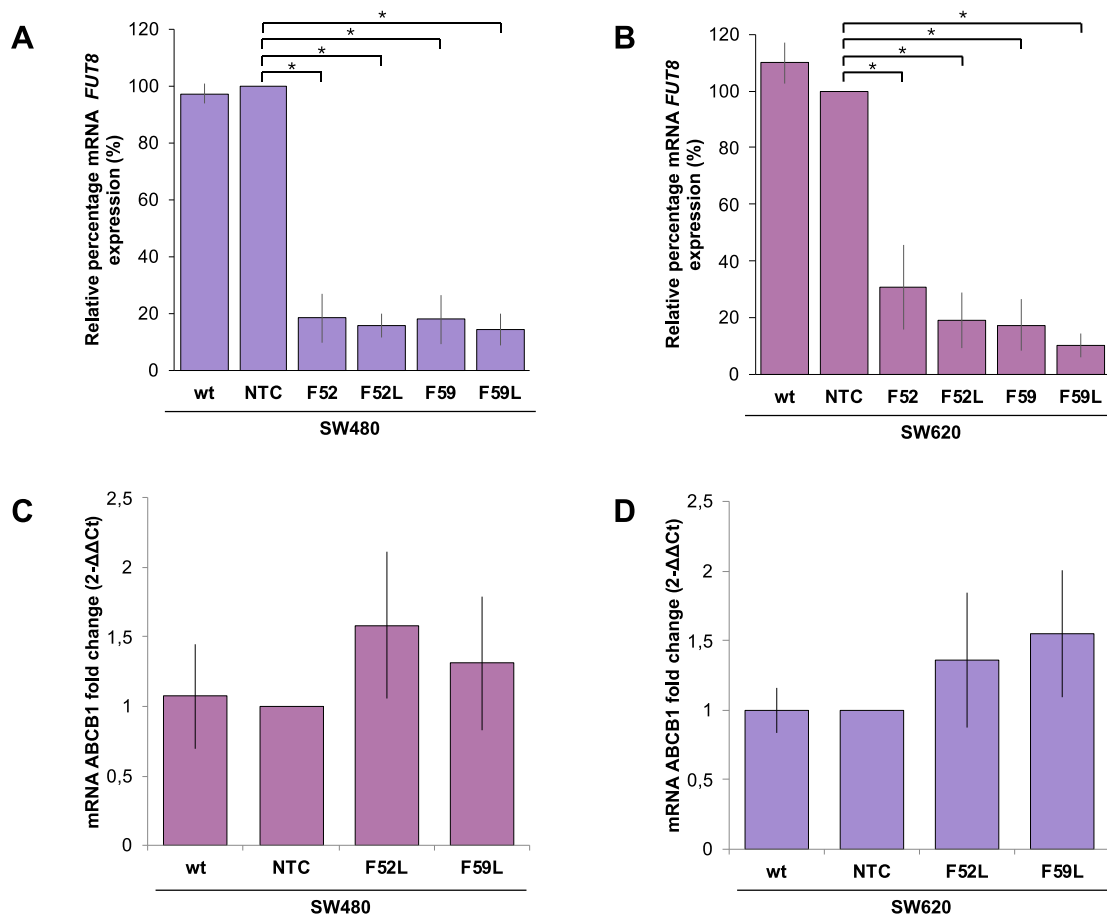 A
Relative percentage mRNA FUT8
expression (%)
120
100
80
60
40
20
0
*
*
*
*
wt NTC F52 F52L F59 F59L
SW480
B
Relative percentage mRNA FUT8
expression (%)
120
100
80
60
40
20
0
*
*
*
*
wt NTC F52 F52L F59 F59L
SW620
C
mRNA ABCB1 fold change (2-ΔΔCt)
2,5
2
1,5
1
0,5
0
wt NTC F52L F59L
SW480
D
mRNA ABCB1 fold change (2-ΔΔCt)
2,5
2
1,5
1
0,5
0
wt NTC F52L F59L
SW620